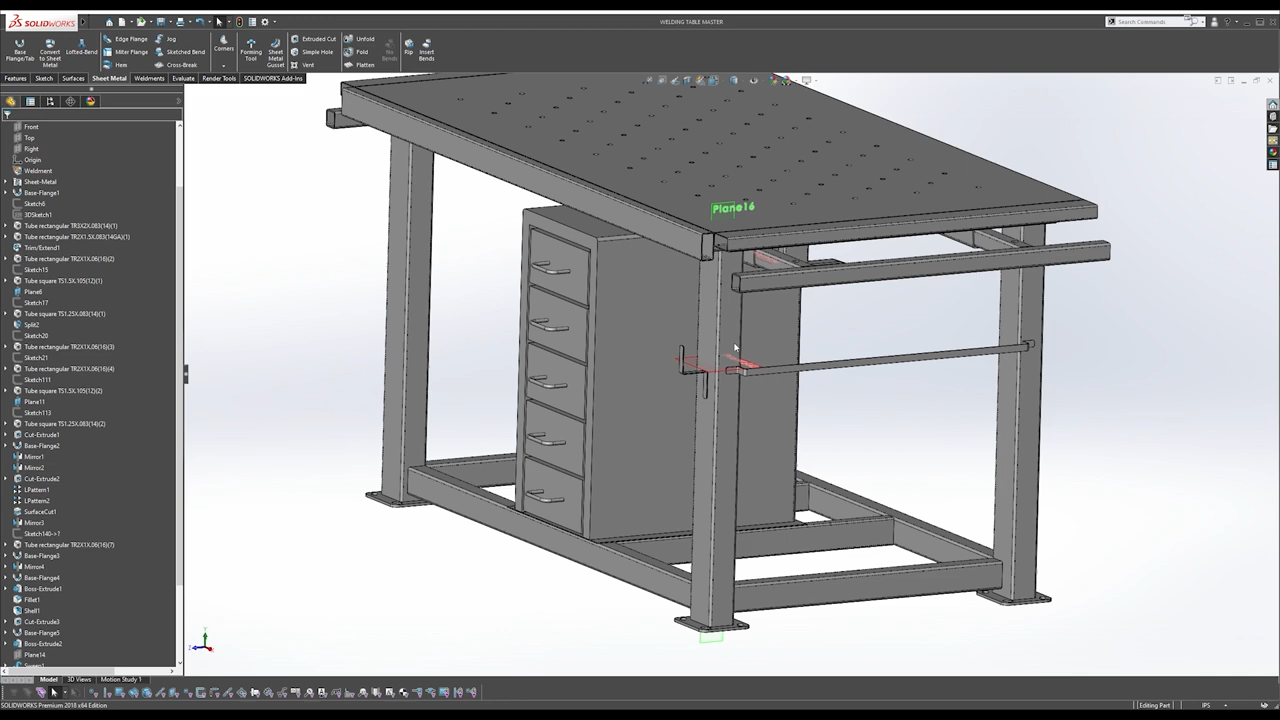 SOLIDWORKS
WELDING TABLE MASTER
Search Commands
Base Flange/Tab
Convert to Sheet Metal
Lofted-Bend
Edge Flange
Miter Flange
Hem
Jog
Sketched Bend
Cross-Break
Corners
Forming Tool
Sheet Metal Gusset
Extruded Cut
Simple Hole
Vent
Unfold
Fold
Flatten
No Bends
Rip
Insert Bends
Features
Sketch
Surfaces
Sheet Metal
Weldments
Evaluate
Render Tools
SOLIDWORKS Add-Ins
Front
Top
Right
Origin
Weldment
Sheet-Metal
Base-Flange1
Sketch6
3DSketch1
Tube rectangular TR3X2X.083(14)(1)
Tube rectangular TR2X1.5X.083(14GA)(1)
Trim/Extend1
Tube rectangular TR2X1X.06(16)(2)
Sketch15
Tube square TS1.5X.105(12)(1)
Plane6
Sketch17
Tube square TS1.25X.083(14)(1)
Split2
Sketch20
Tube rectangular TR2X1X.06(16)(3)
Sketch21
Tube rectangular TR2X1X.06(16)(4)
Sketch111
Tube square TS1.5X.105(12)(2)
Plane11
Sketch113
Tube square TS1.25X.083(14)(2)
Cut-Extrude1
Base-Flange2
Mirror1
Mirror2
Cut-Extrude2
LPattern1
LPattern2
SurfaceCut1
Mirror3
Sketch140->?
Tube rectangular TR2X1X.06(16)(7)
Base-Flange3
Mirror4
Base-Flange4
Boss-Extrude1
Fillet1
Shell1
Cut-Extrude3
Base-Flange5
Boss-Extrude2
Plane14
Sweep1
Plane16
Model
3D Views
Motion Study 1
SOLIDWORKS Premium 2018 x64 Edition
Editing Part
IPS